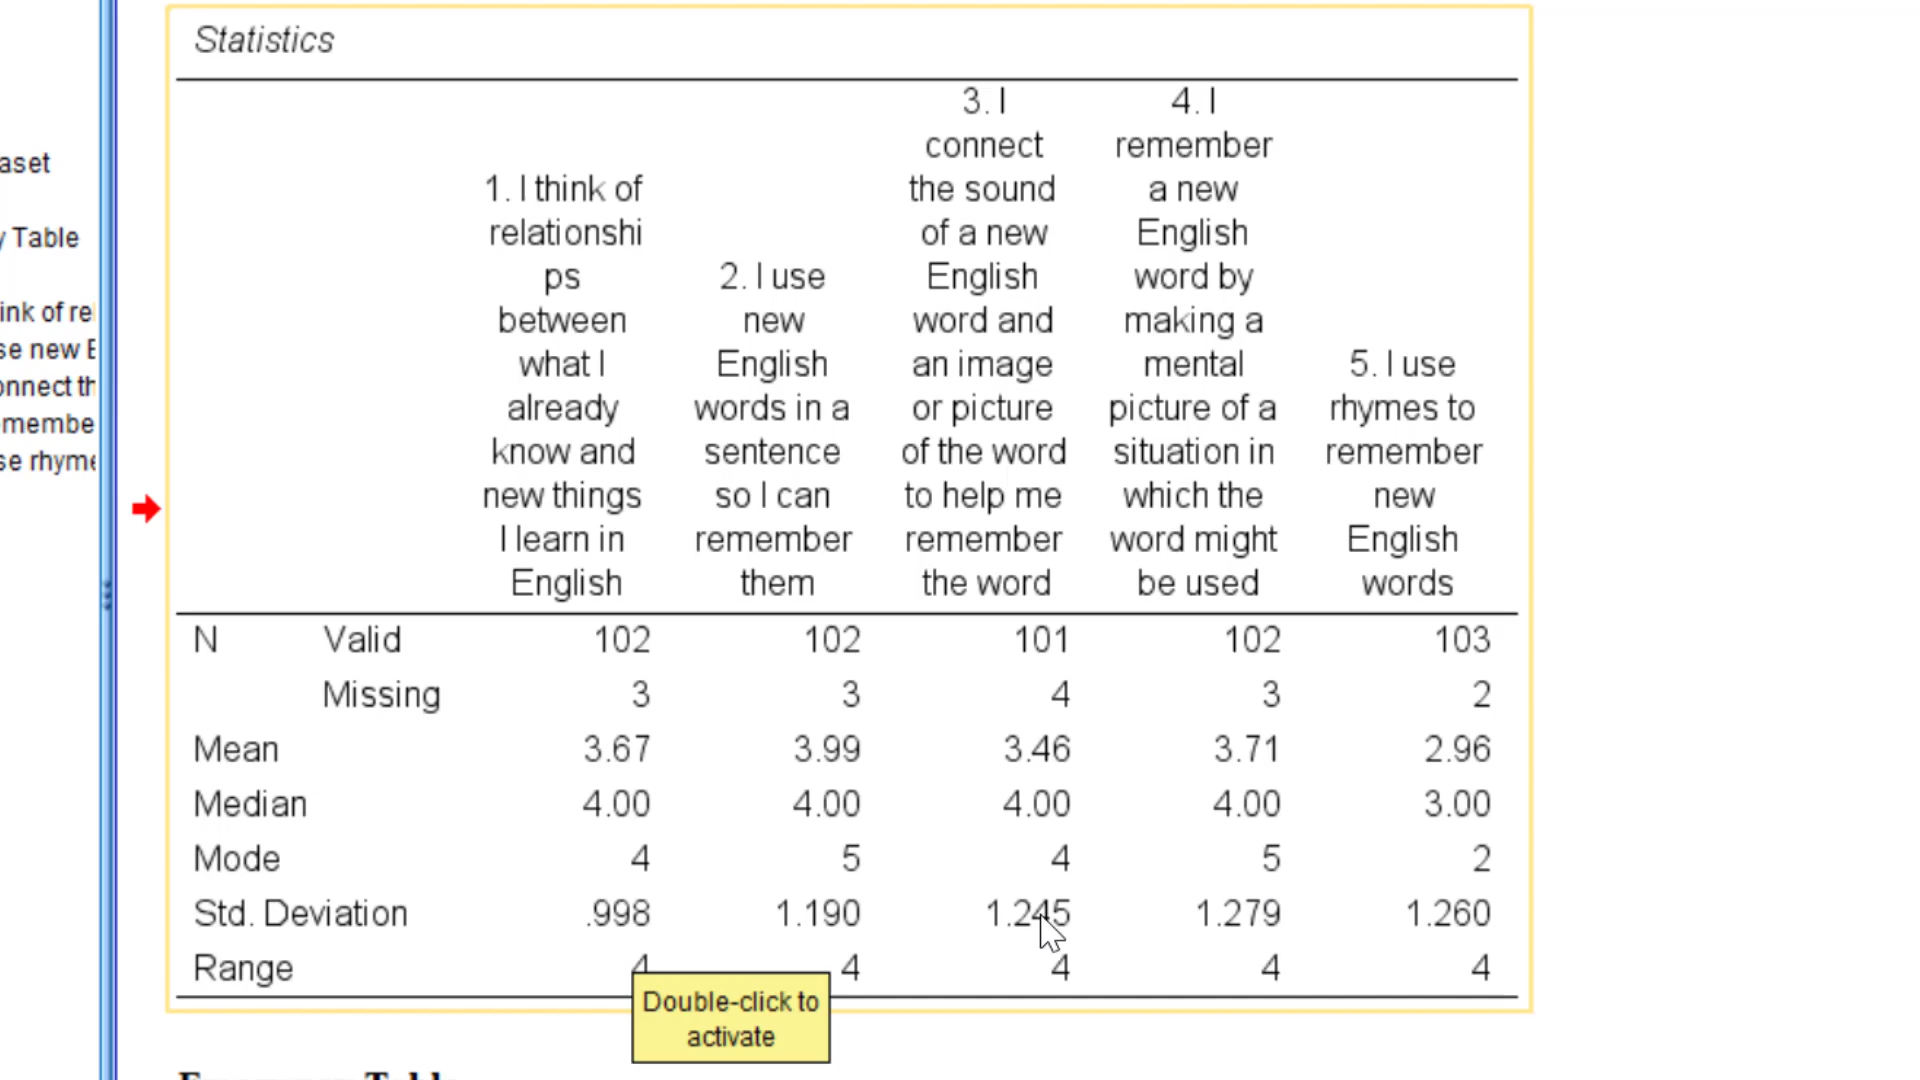 Statistics
1. I think of
relationshi
ps
between
what I
already
know and
new things
I learn in
English
2. I use
new
English
words in a
sentence
so I can
remember
them
3. I
connect
the sound
of a new
English
word and
an image
or picture
of the word
to help me
remember
the word
4. I
remember
a new
English
word by
making a
mental
picture of a
situation in
which the
word might
be used
5. I use
rhymes to
remember
new
English
words
N Valid 102 102 101 102 103
Missing 3 3 4 3 2
Mean 3.67 3.99 3.46 3.71 2.96
Median 4.00 4.00 4.00 4.00 3.00
Mode 4 5 4 5 2
Std. Deviation .998 1.190 1.245 1.279 1.260
Range 4 4 4 4 4
Double-click to
activate
aset
y Table
ink of rel
se new E
onnect th
membe
se rhyme